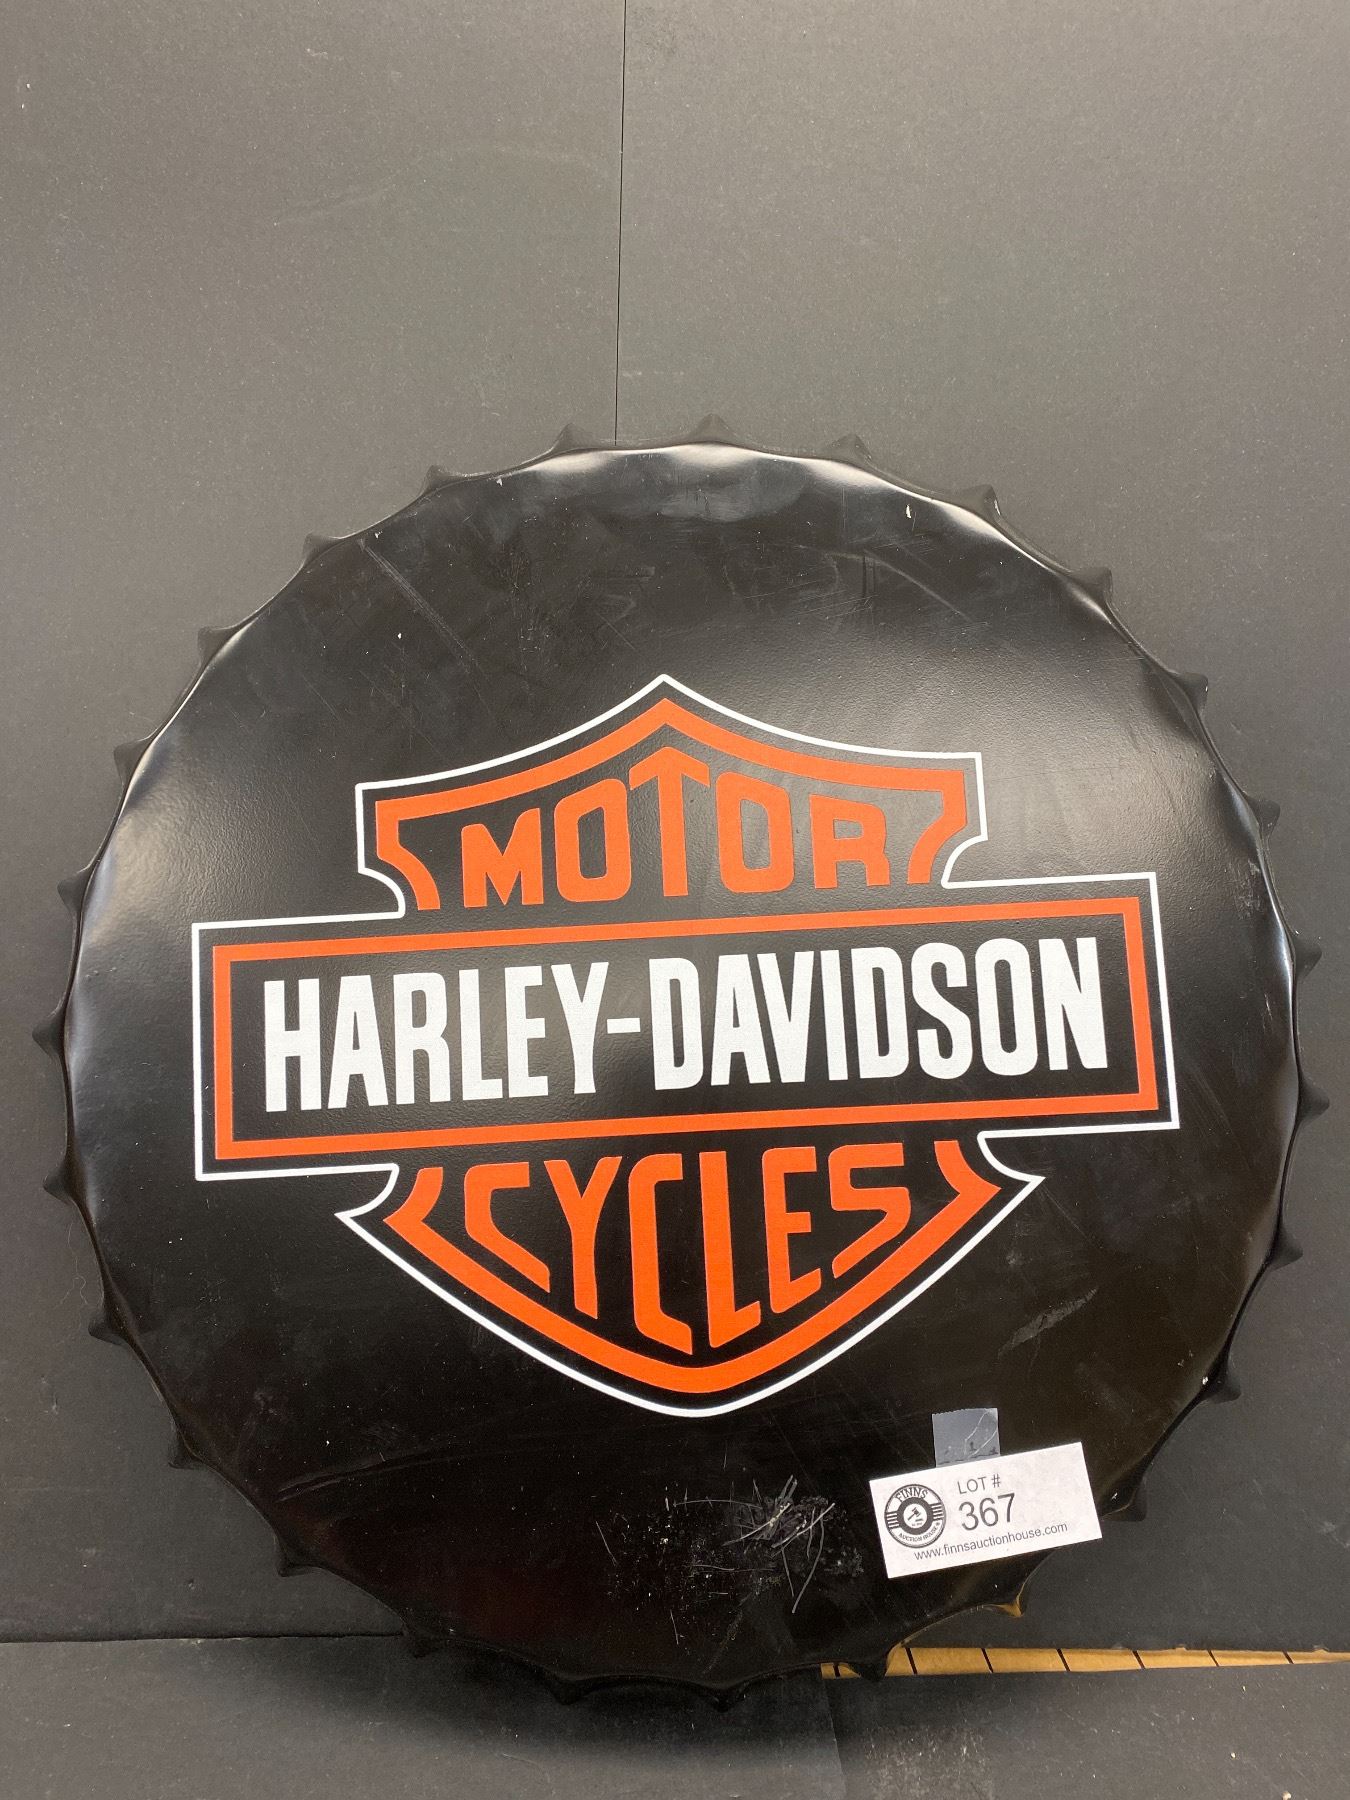 MOTOR
HARLEY-DAVIDSON
CYCLES
LOT #
367
FINNS
AUCTION HOUSE
www.finnsauctionhouse.com